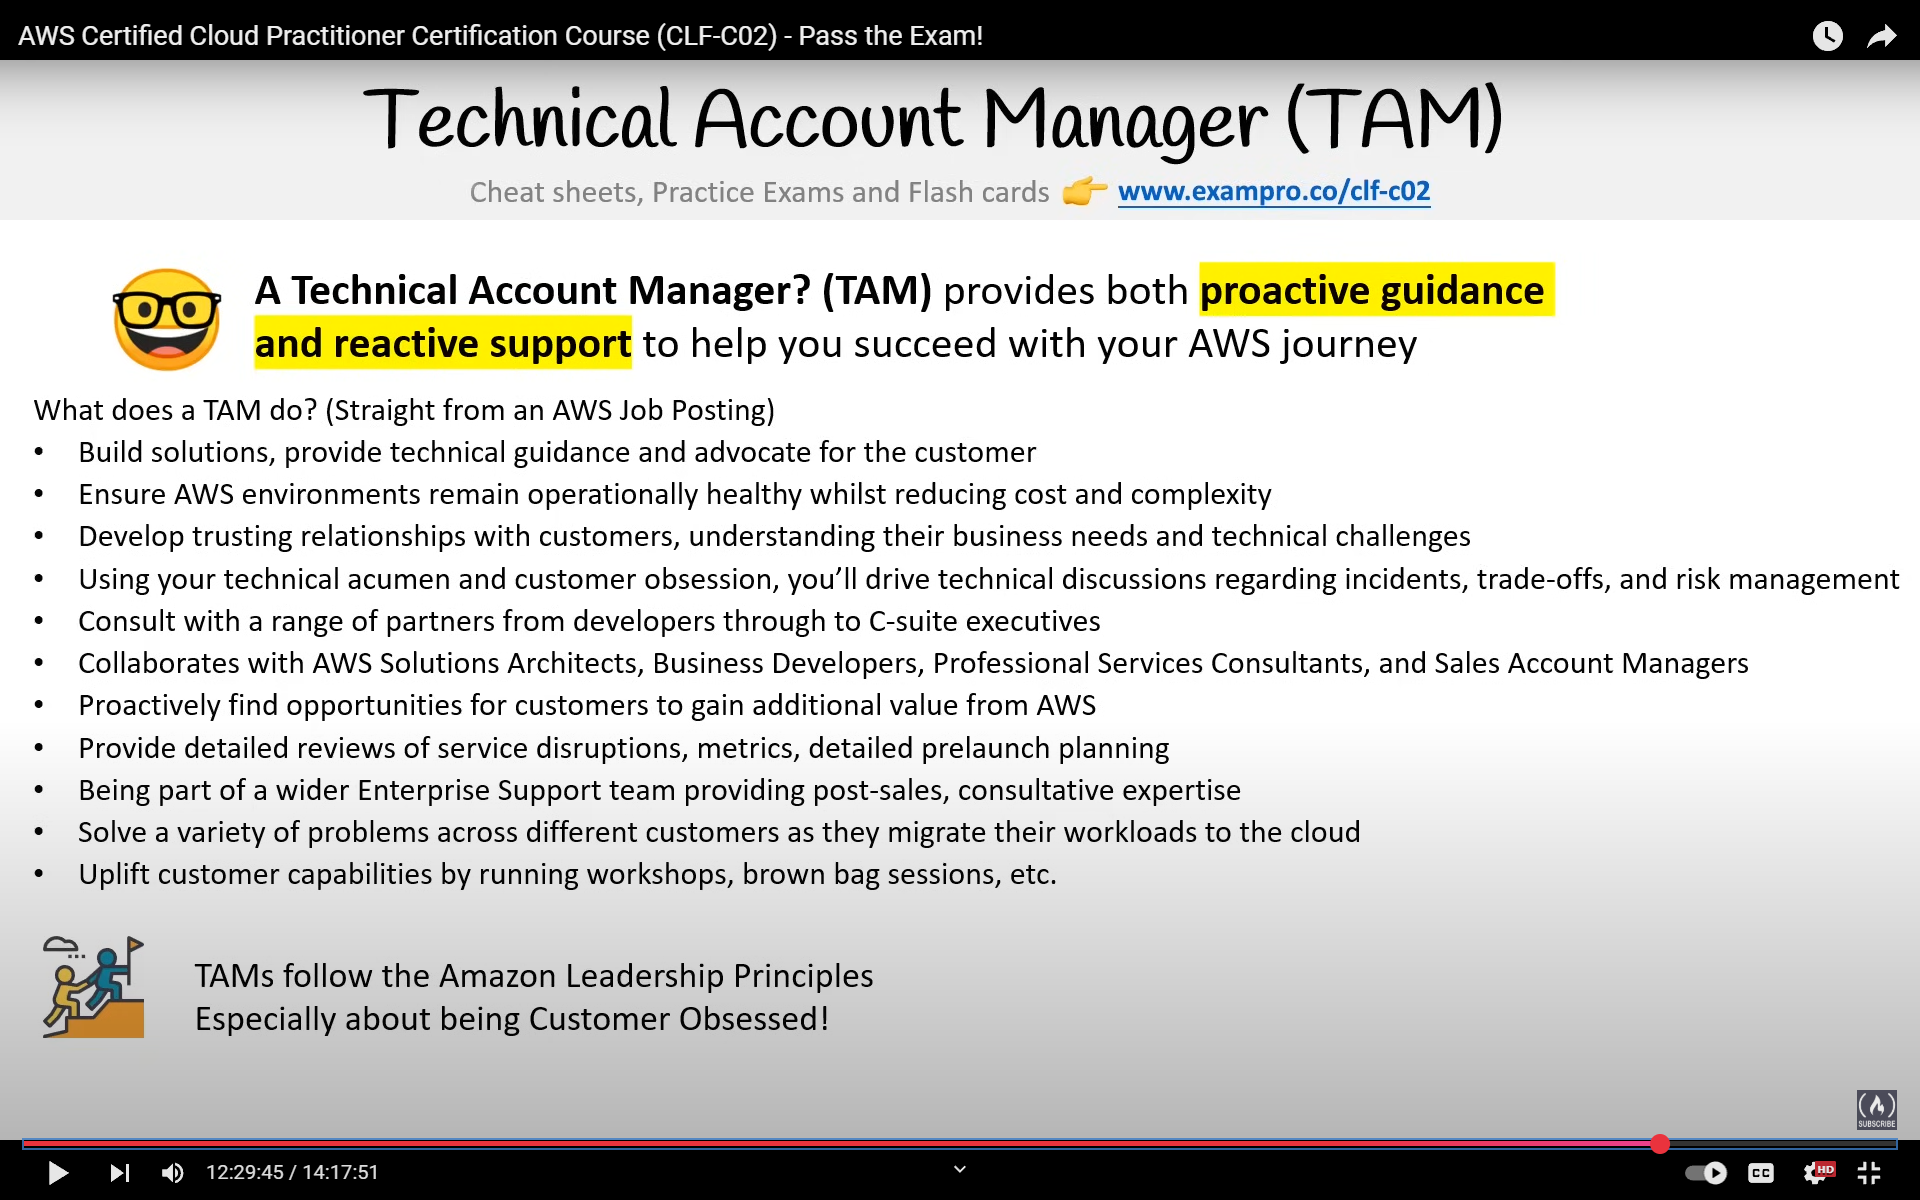 AWS Certified Cloud Practitioner Certification Course (CLF-C02) - Pass the Exam!
Technical Account Manager (TAM)
Cheat sheets, Practice Exams and Flash cards 👉 www.exampro.co/clf-c02
A Technical Account Manager? (TAM) provides both proactive guidance
and reactive support to help you succeed with your AWS journey
What does a TAM do? (Straight from an AWS Job Posting)
• Build solutions, provide technical guidance and advocate for the customer
• Ensure AWS environments remain operationally healthy whilst reducing cost and complexity
• Develop trusting relationships with customers, understanding their business needs and technical challenges
• Using your technical acumen and customer obsession, you’ll drive technical discussions regarding incidents, trade-offs, and risk management
• Consult with a range of partners from developers through to C-suite executives
• Collaborates with AWS Solutions Architects, Business Developers, Professional Services Consultants, and Sales Account Managers
• Proactively find opportunities for customers to gain additional value from AWS
• Provide detailed reviews of service disruptions, metrics, detailed prelaunch planning
• Being part of a wider Enterprise Support team providing post-sales, consultative expertise
• Solve a variety of problems across different customers as they migrate their workloads to the cloud
• Uplift customer capabilities by running workshops, brown bag sessions, etc.
TAMs follow the Amazon Leadership Principles
Especially about being Customer Obsessed!
SUBSCRIBE
12:29:45 / 14:17:51
CC
HD